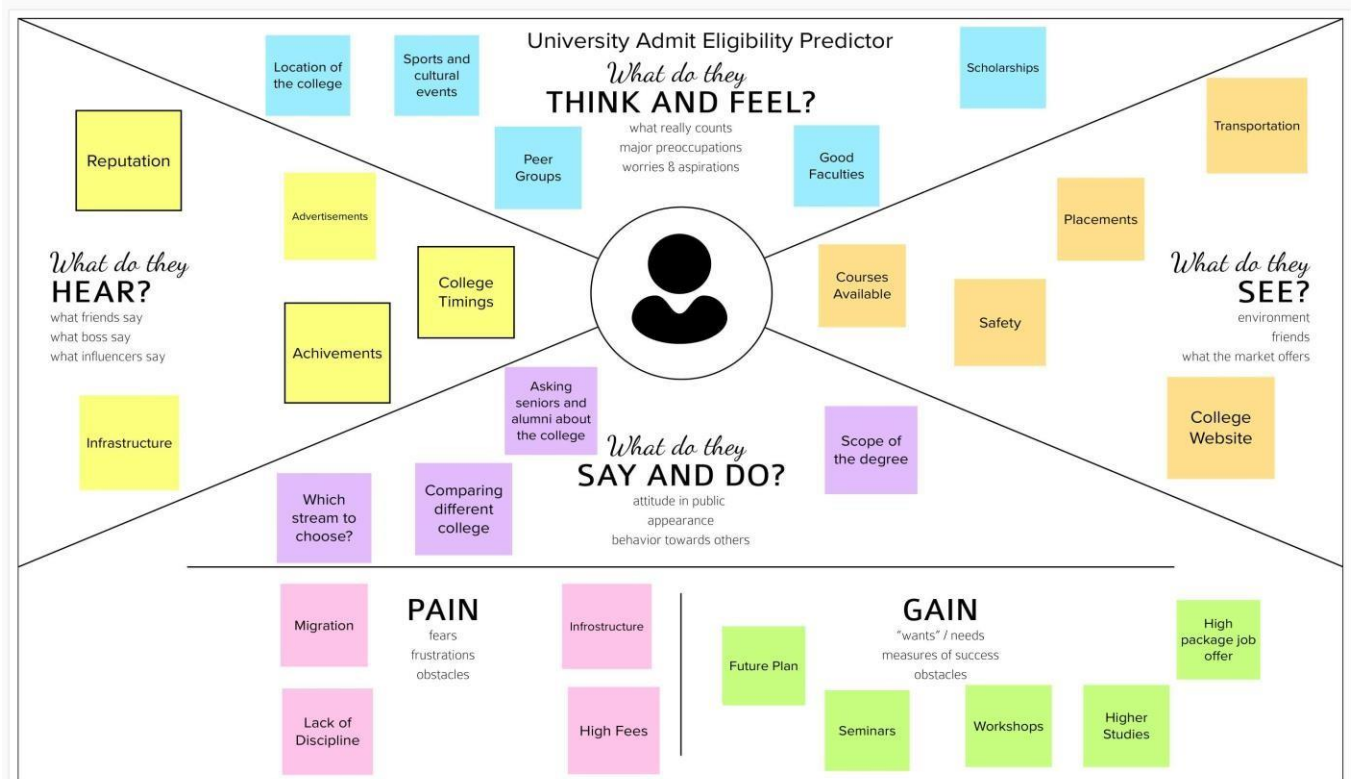 University Admit Eligibility Predictor
What do they
THINK AND FEEL?
what really counts
major preoccupations
worries & aspirations
Location of
the college
Sports and
cultural
events
Peer
Groups
Good
Faculties
Scholarships
What do they
HEAR?
what friends say
what boss say
what influencers say
Reputation
Advertisements
College
Timings
Achivements
Infrastructure
What do they
SEE?
environment
friends
what the market offers
Transportation
Placements
Courses
Available
Safety
College
Website
What do they
SAY AND DO?
attitude in public
appearance
behavior towards others
Asking
seniors and
alumni about
the college
Which
stream to
choose?
Comparing
different
college
Scope of
the degree
PAIN
fears
frustrations
obstacles
Migration
Infrostructure
Lack of
Discipline
High Fees
GAIN
"wants" / needs
measures of success
obstacles
Future Plan
Seminars
Workshops
Higher
Studies
High
package job
offer